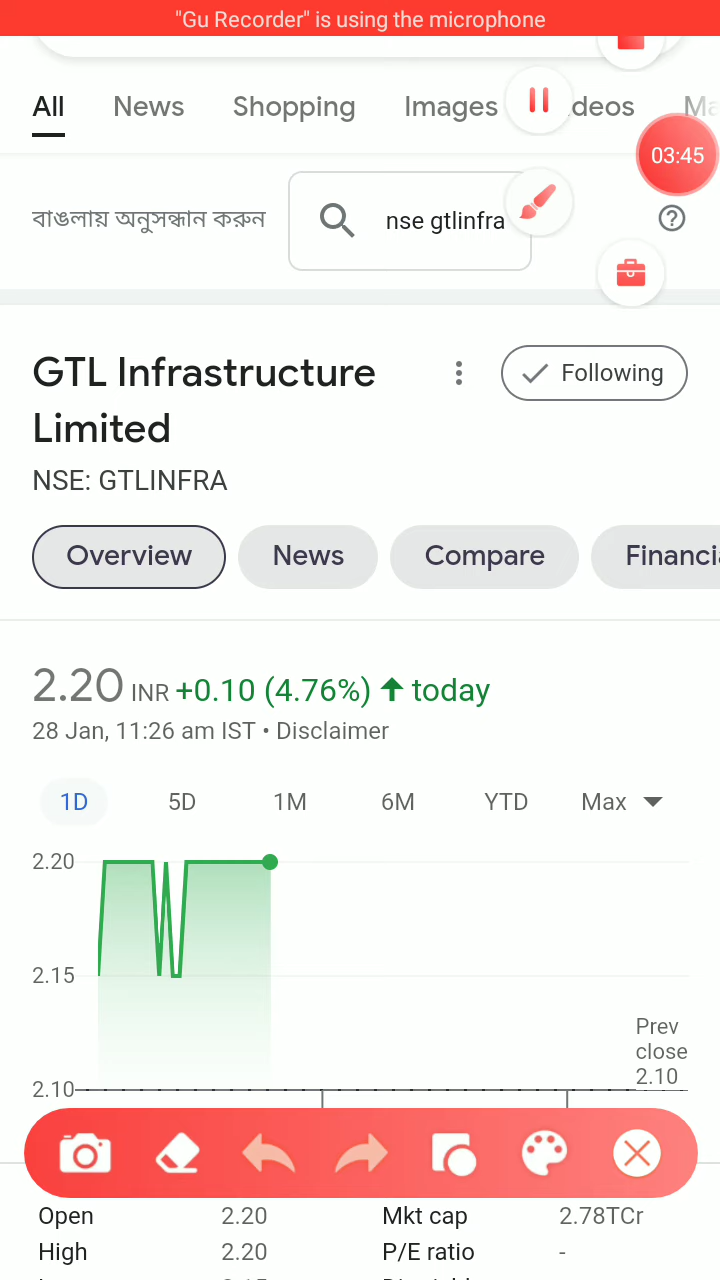 "Gu Recorder" is using the microphone
All News Shopping Images
03:45
বাঙলায় অনুসন্ধান করুন nse gtlinfra
GTL Infrastructure
Limited
Following
NSE: GTLINFRA
Overview News Compare
2.20 INR +0.10 (4.76%) ↑ today
28 Jan, 11:26 am IST • Disclaimer
1D 5D 1M 6M YTD Max
2.20
2.15
Prev
close
2.10
2.10
Open 2.20 Mkt cap 2.78TCr
High 2.20 P/E ratio -